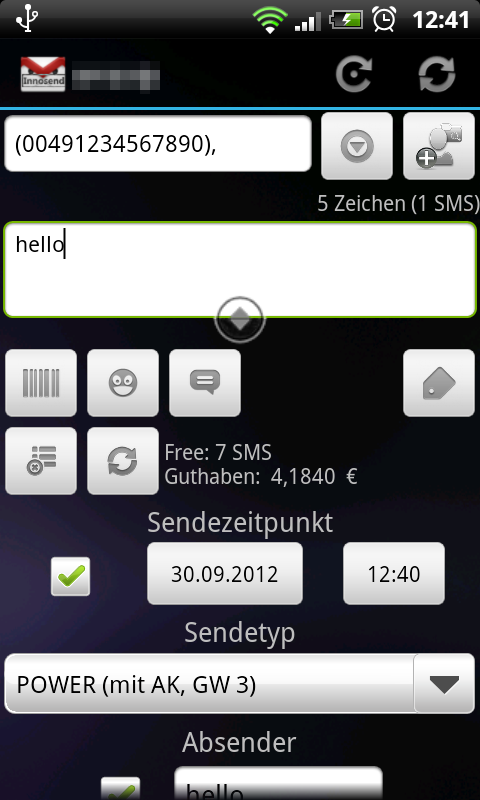 12:41
Innosend
(00491234567890),
5 Zeichen (1 SMS)
hello
Free: 7 SMS
Guthaben: 4,1840 €
Sendezeitpunkt
30.09.2012
12:40
Sendetyp
POWER (mit AK, GW 3)
Absender
hello